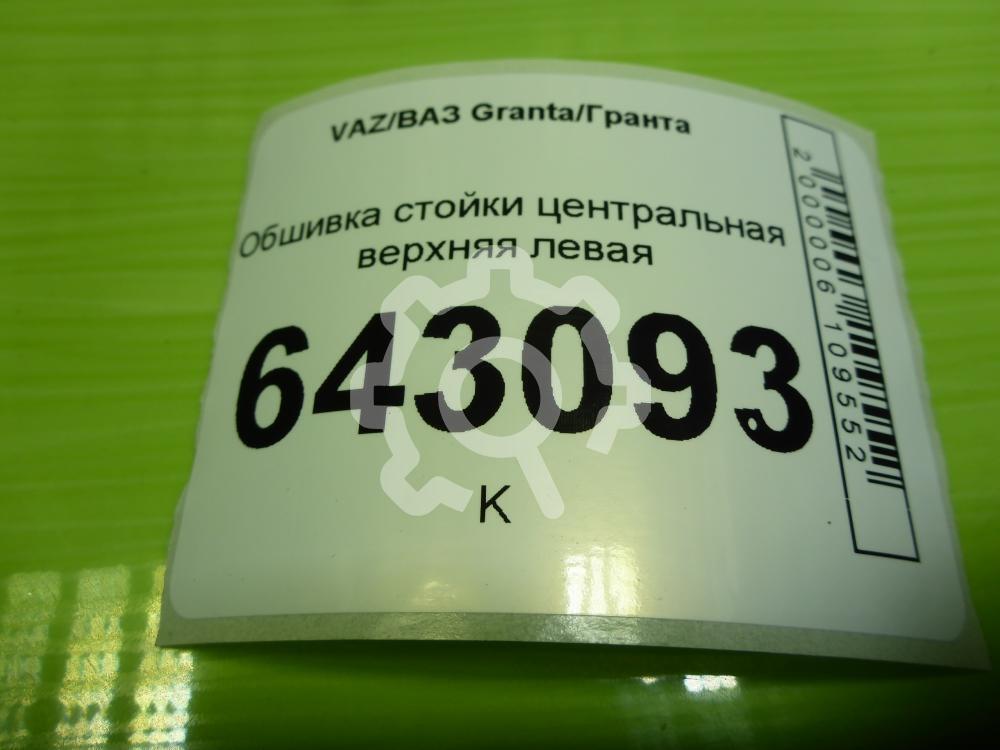 VAZ/ВАЗ Granta/Гранта
Обшивка стойки центральная
верхняя левая
643093
К
2000006109552